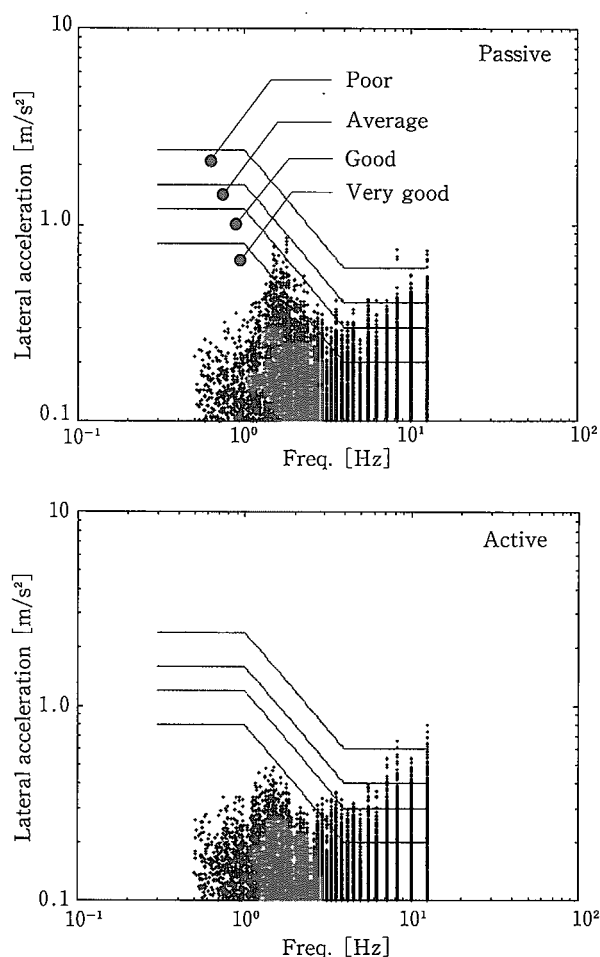 10
Passive
Poor
Average
Good
Very good
Lateral acceleration [m/s²]
1.0
0.1
10⁻¹
10⁰
10¹
10²
Freq. [Hz]
10
Active
Lateral acceleration [m/s²]
1.0
0.1
10⁻¹
10⁰
10¹
10²
Freq. [Hz]